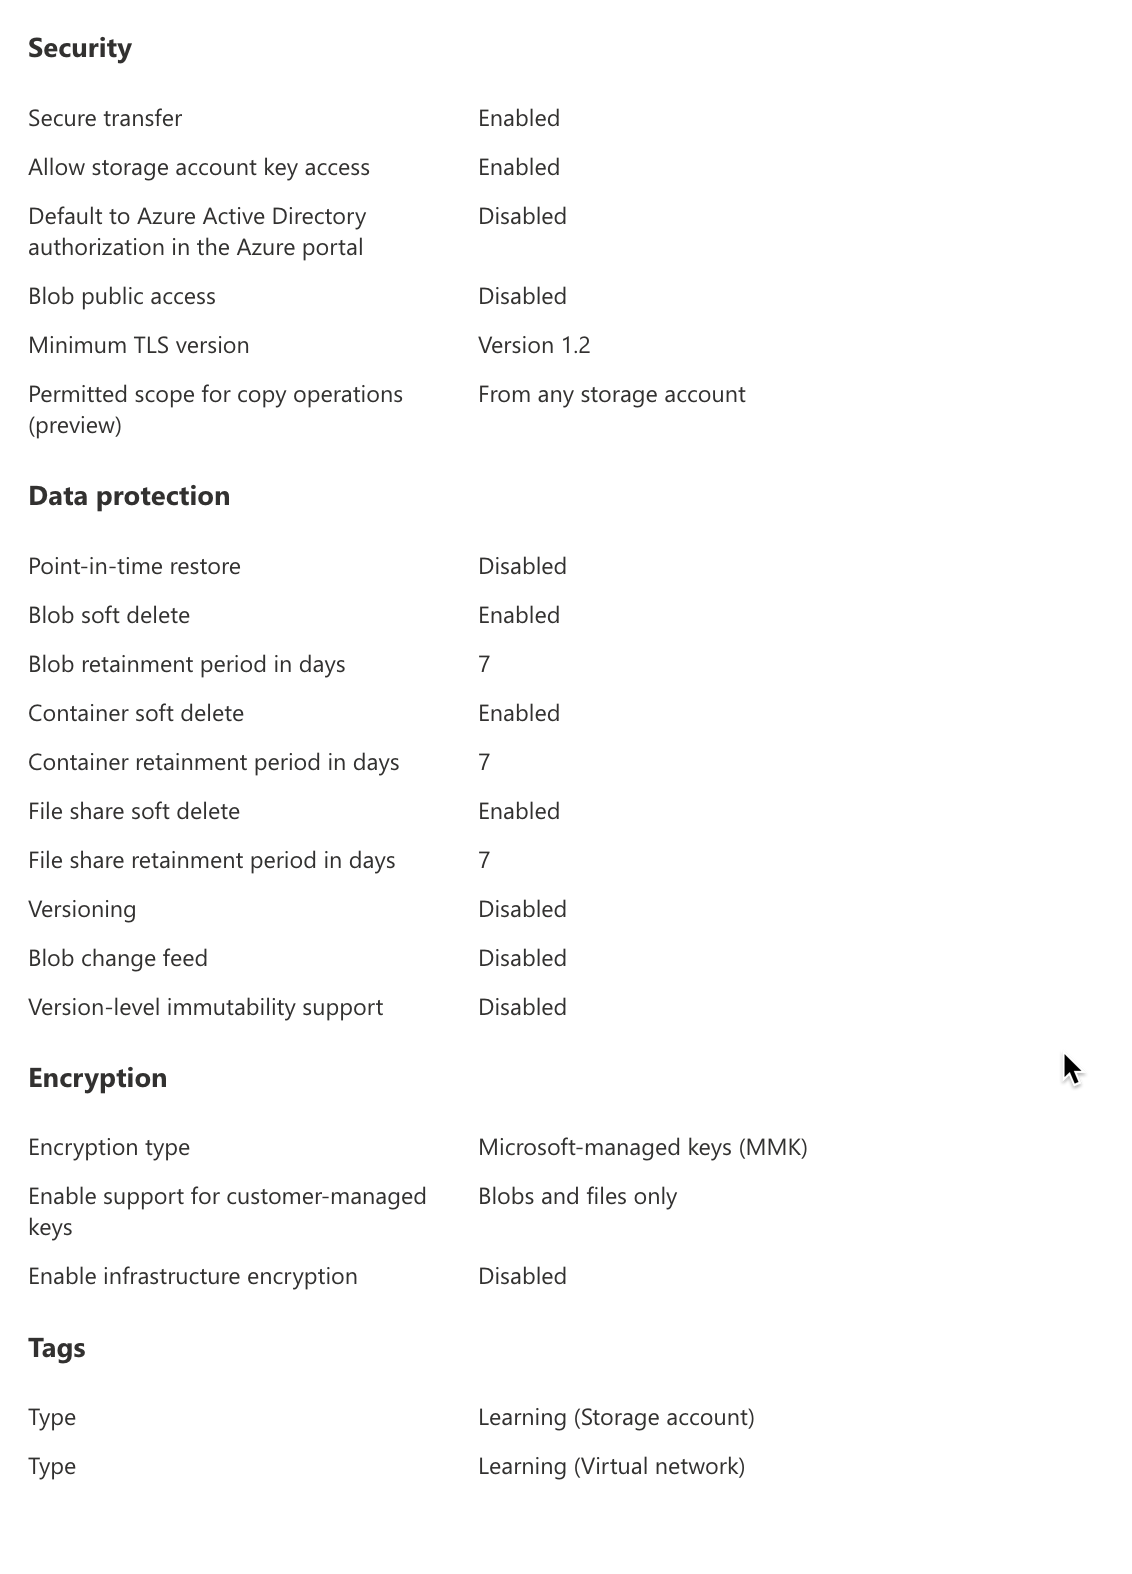 Security
Secure transfer Enabled
Allow storage account key access Enabled
Default to Azure Active Directory Disabled
authorization in the Azure portal
Blob public access Disabled
Minimum TLS version Version 1.2
Permitted scope for copy operations From any storage account
(preview)
Data protection
Point-in-time restore Disabled
Blob soft delete Enabled
Blob retainment period in days 7
Container soft delete Enabled
Container retainment period in days 7
File share soft delete Enabled
File share retainment period in days 7
Versioning Disabled
Blob change feed Disabled
Version-level immutability support Disabled
Encryption
Encryption type Microsoft-managed keys (MMK)
Enable support for customer-managed Blobs and files only
keys
Enable infrastructure encryption Disabled
Tags
Type Learning (Storage account)
Type Learning (Virtual network)